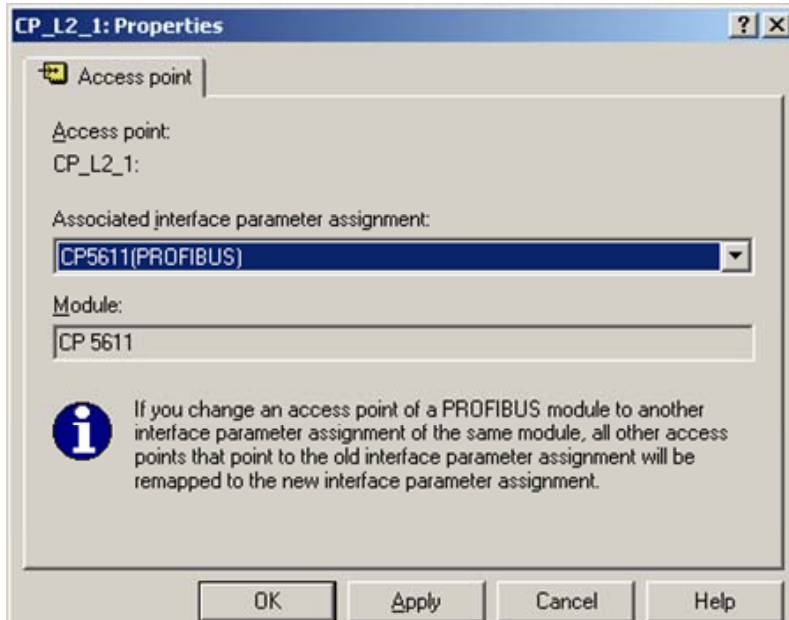 CP_L2_1: Properties
Access point
Access point:
CP_L2_1:
Associated interface parameter assignment:
CP5611(PROFIBUS)
Module:
CP 5611
If you change an access point of a PROFIBUS module to another
interface parameter assignment of the same module, all other access
points that point to the old interface parameter assignment will be
remapped to the new interface parameter assignment.
OK Apply Cancel Help